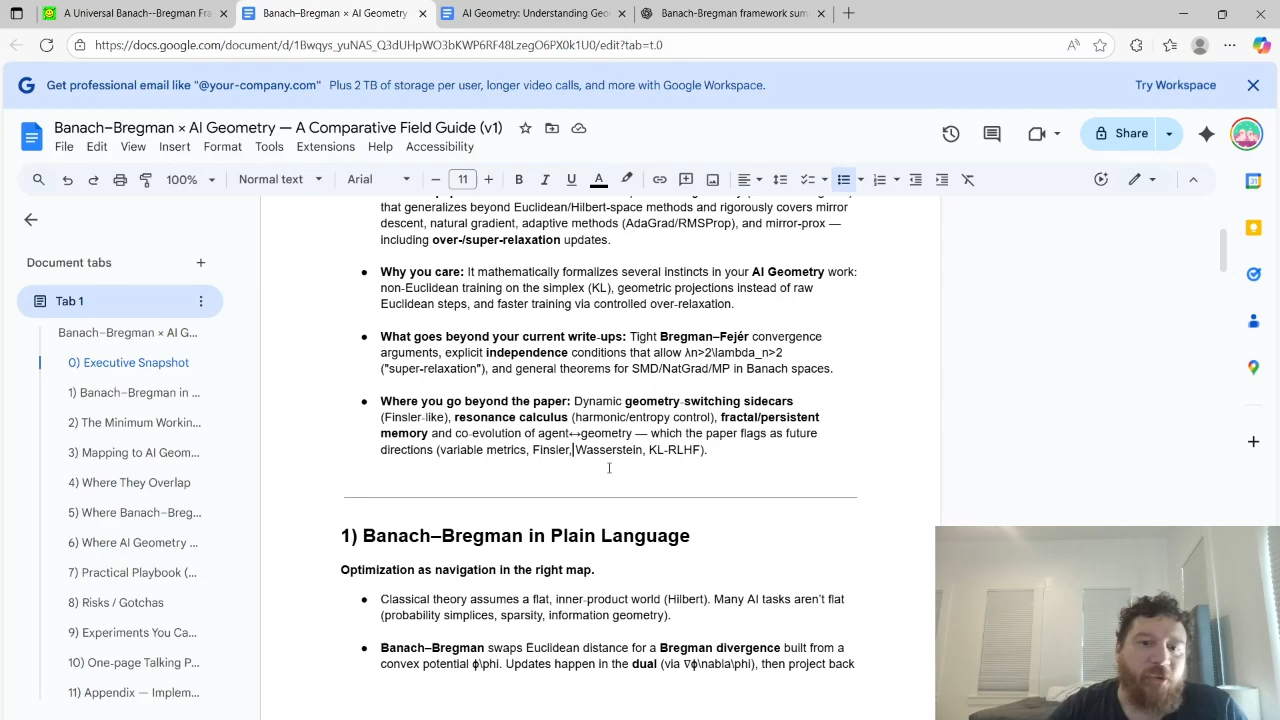 A Universal Banach–Bregman Fra
Banach–Bregman × AI Geometry
AI Geometry: Understanding Geo
Banach-Bregman framework sum
https://docs.google.com/document/d/1Bwqys_yuNAS_Q3dUHpWO3bKWP6RF48LzegO6PX0k1U0/edit?tab=t.0
Get professional email like "@your-company.com" Plus 2 TB of storage per user, longer video calls, and more with Google Workspace.
Try Workspace
Banach–Bregman × AI Geometry — A Comparative Field Guide (v1)
File Edit View Insert Format Tools Extensions Help Accessibility
Share
100% Normal text Arial 11
Document tabs
Tab 1
Banach–Bregman × AI G...
0) Executive Snapshot
1) Banach–Bregman in ...
2) The Minimum Workin...
3) Mapping to AI Geom...
4) Where They Overlap
5) Where Banach–Breg...
6) Where AI Geometry ...
7) Practical Playbook (...
8) Risks / Gotchas
9) Experiments You Ca...
10) One-page Talking P...
11) Appendix — Implem...
that generalizes beyond Euclidean/Hilbert-space methods and rigorously covers mirror
descent, natural gradient, adaptive methods (AdaGrad/RMSProp), and mirror-prox —
including over-/super-relaxation updates.
● Why you care: It mathematically formalizes several instincts in your AI Geometry work:
non-Euclidean training on the simplex (KL), geometric projections instead of raw
Euclidean steps, and faster training via controlled over-relaxation.
● What goes beyond your current write-ups: Tight Bregman–Fejér convergence
arguments, explicit independence conditions that allow λn>2\lambda_n>2
("super-relaxation"), and general theorems for SMD/NatGrad/MP in Banach spaces.
● Where you go beyond the paper: Dynamic geometry-switching sidecars
(Finsler-like), resonance calculus (harmonic/entropy control), fractal/persistent
memory and co-evolution of agent↔geometry — which the paper flags as future
directions (variable metrics, Finsler, Wasserstein, KL-RLHF).
1) Banach–Bregman in Plain Language
Optimization as navigation in the right map.
● Classical theory assumes a flat, inner-product world (Hilbert). Many AI tasks aren't flat
(probability simplices, sparsity, information geometry).
● Banach–Bregman swaps Euclidean distance for Bregman divergence built from a
convex potential ϕ\phi. Updates happen in the dual (via ∇ϕ\nabla\phi), then project back